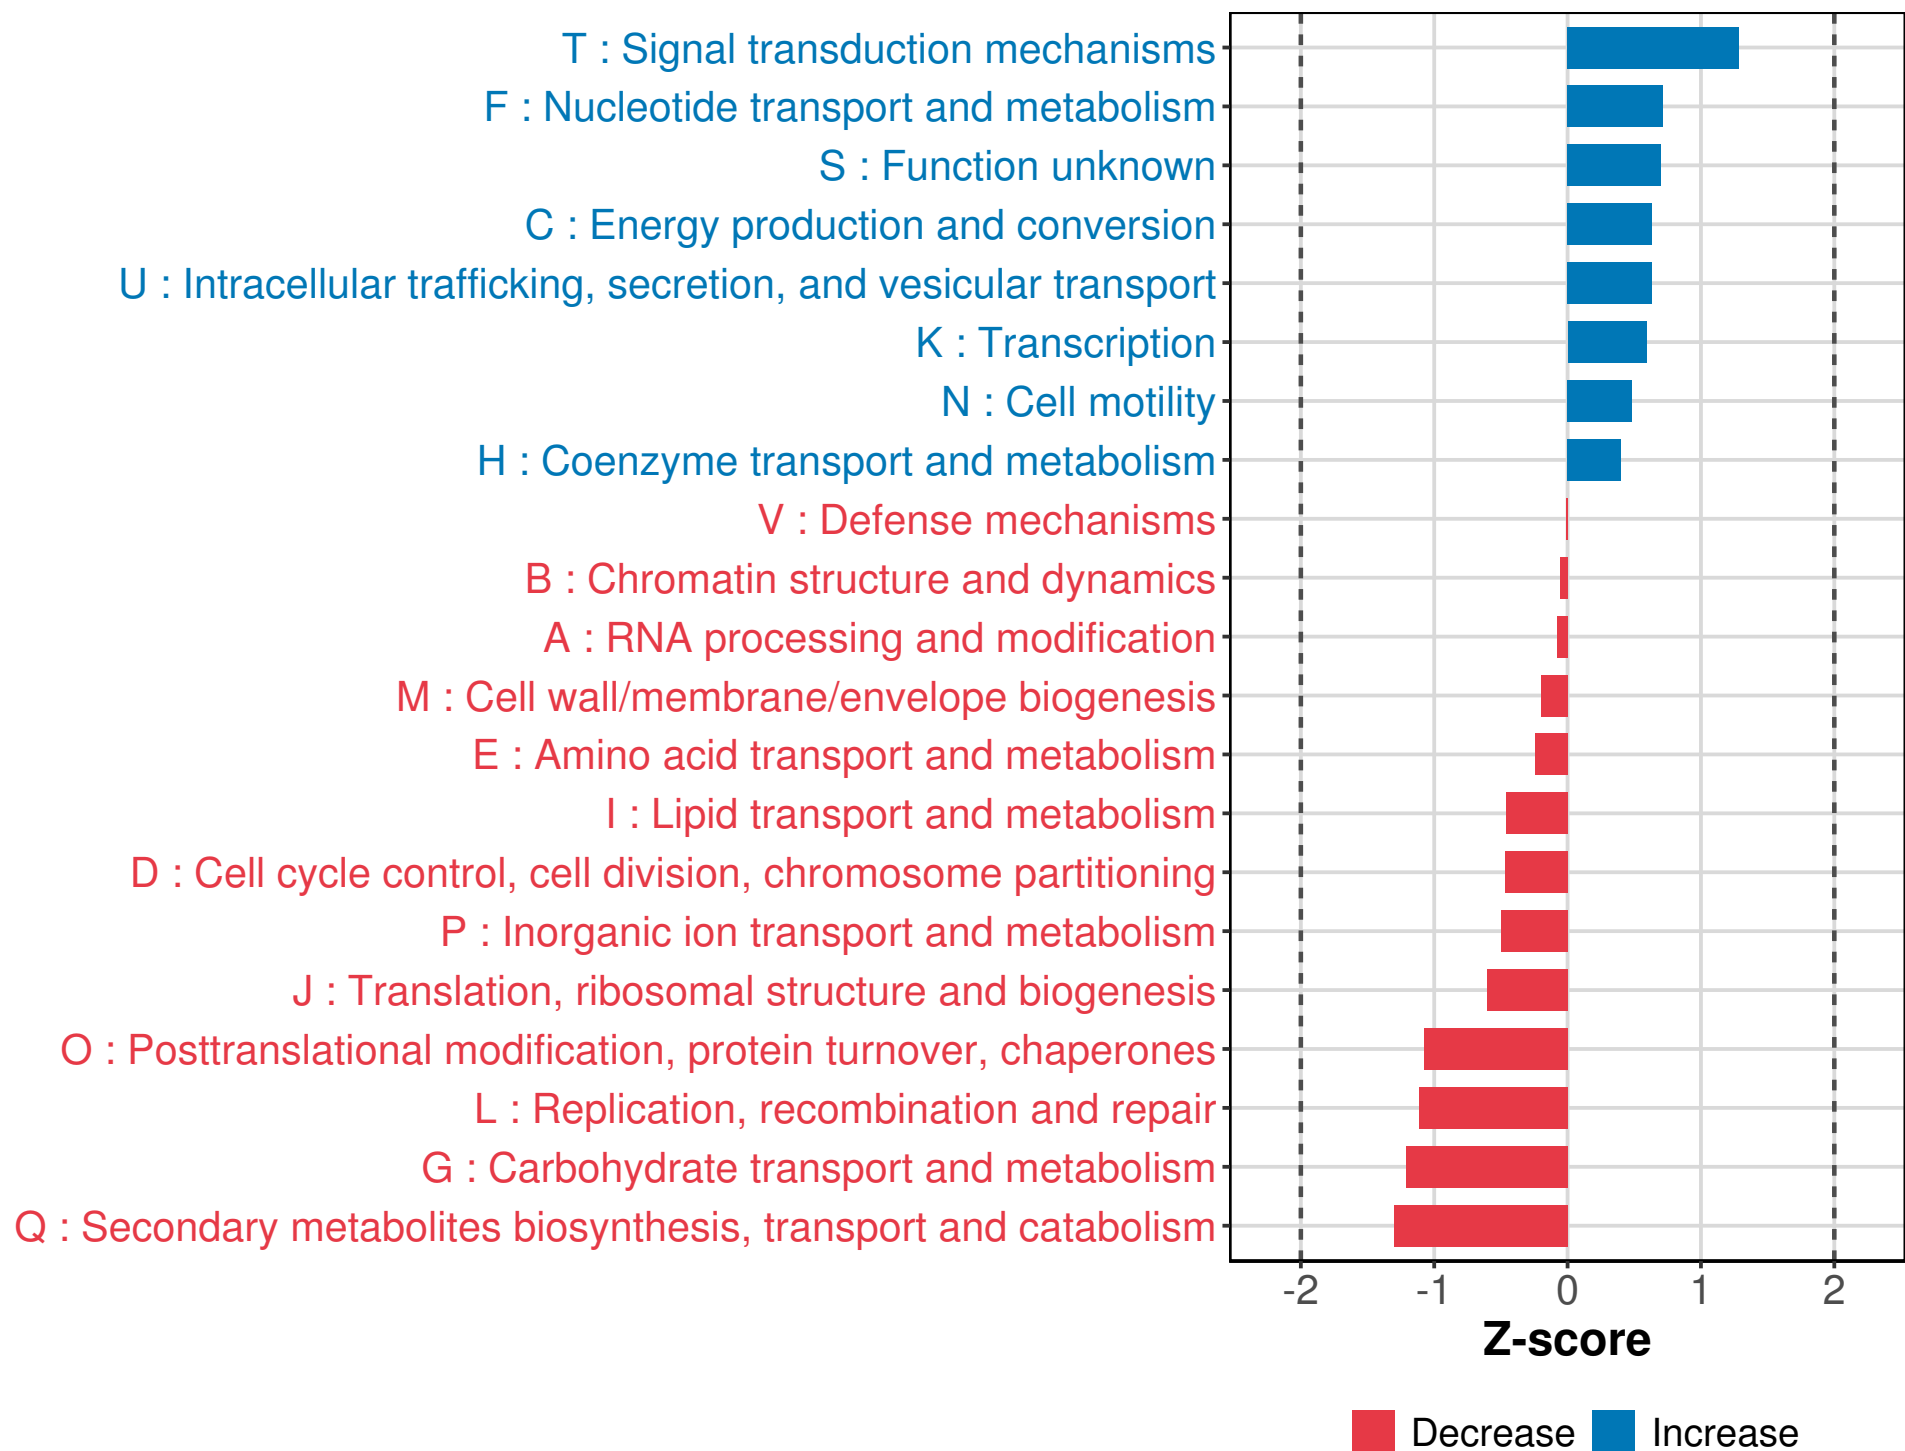 T : Signal transduction mechanisms
F : Nucleotide transport and metabolism
S : Function unknown
C : Energy production and conversion
U : Intracellular trafficking, secretion, and vesicular transport
K : Transcription
N : Cell motility
H : Coenzyme transport and metabolism
V : Defense mechanisms
B : Chromatin structure and dynamics
A : RNA processing and modification
M : Cell wall/membrane/envelope biogenesis
E : Amino acid transport and metabolism
I : Lipid transport and metabolism
D : Cell cycle control, cell division, chromosome partitioning
P : Inorganic ion transport and metabolism
J : Translation, ribosomal structure and biogenesis
O : Posttranslational modification, protein turnover, chaperones
L : Replication, recombination and repair
G : Carbohydrate transport and metabolism
Q : Secondary metabolites biosynthesis, transport and catabolism
-2 -1 0 1 2
Z-score
Decrease Increase